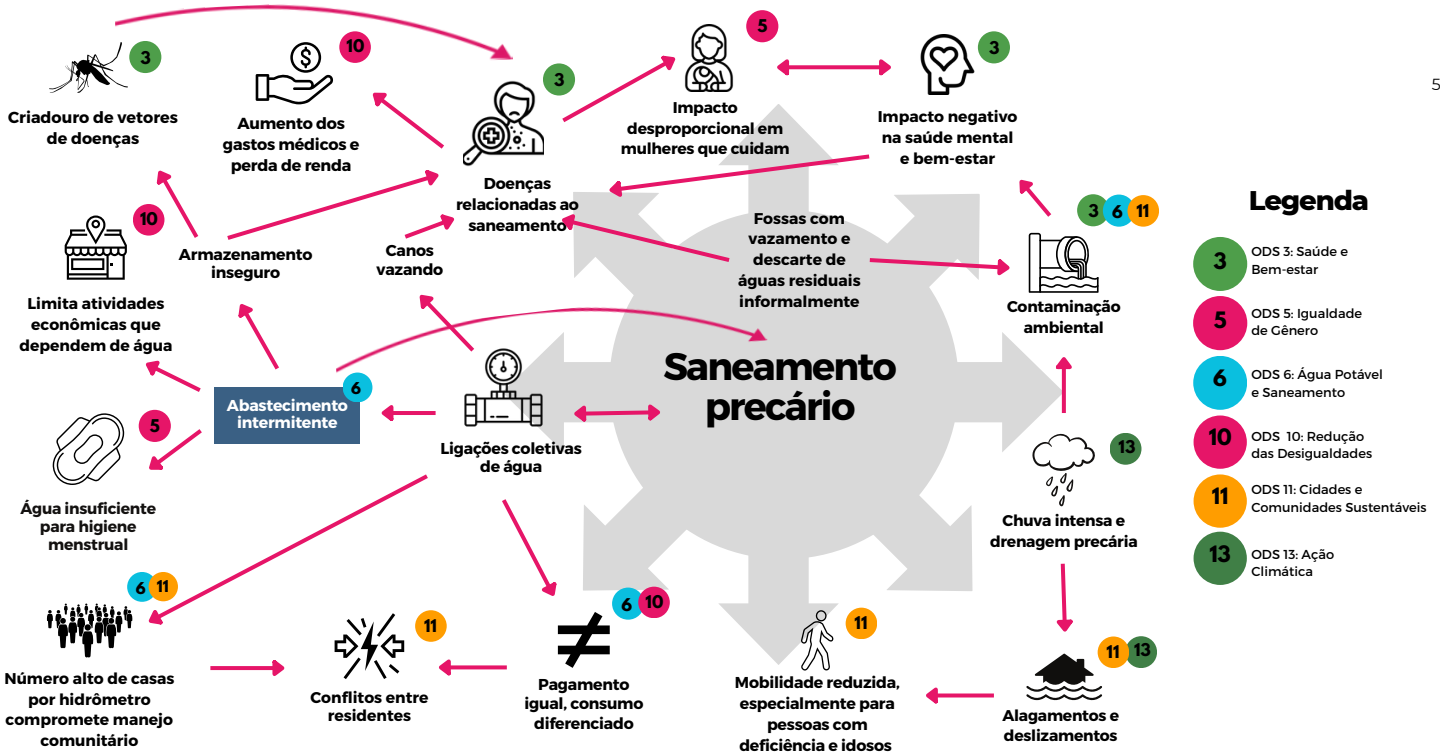 5
3
Criadouro de vetores
de doenças
10
$
Aumento dos
gastos médicos e
perda de renda
3
Doenças
relacionadas ao
saneamento
5
Impacto
desproporcional em
mulheres que cuidam
3
Impacto negativo
na saúde mental
e bem-estar
10
Limita atividades
econômicas que
dependem de água
Armazenamento
inseguro
Canos
vazando
Fossas com
vazamento e
descarte de
águas residuais
informalmente
3 6 11
Contaminação
ambiental
6
Abastecimento
intermitente
Ligações coletivas
de água
Saneamento
precário
5
Água insuficiente
para higiene
menstrual
13
Chuva intensa e
drenagem precária
6 11
Número alto de casas
por hidrômetro
compromete manejo
comunitário
11
Conflitos entre
residentes
6 10
Pagamento
igual, consumo
diferenciado
11
Mobilidade reduzida,
especialmente para
pessoas com
deficiência e idosos
11 13
Alagamentos e
deslizamentos
Legenda
3
ODS 3: Saúde e
Bem-estar
5
ODS 5: Igualdade
de Gênero
6
ODS 6: Água Potável
e Saneamento
10
ODS 10: Redução
das Desigualdades
11
ODS 11: Cidades e
Comunidades Sustentáveis
13
ODS 13: Ação
Climática